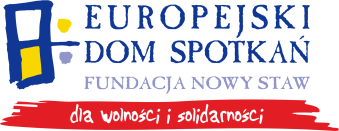 EUROPEJSKI
DOM SPOTKAŃ
FUNDACJA NOWY STAW
dla wolności i solidarności